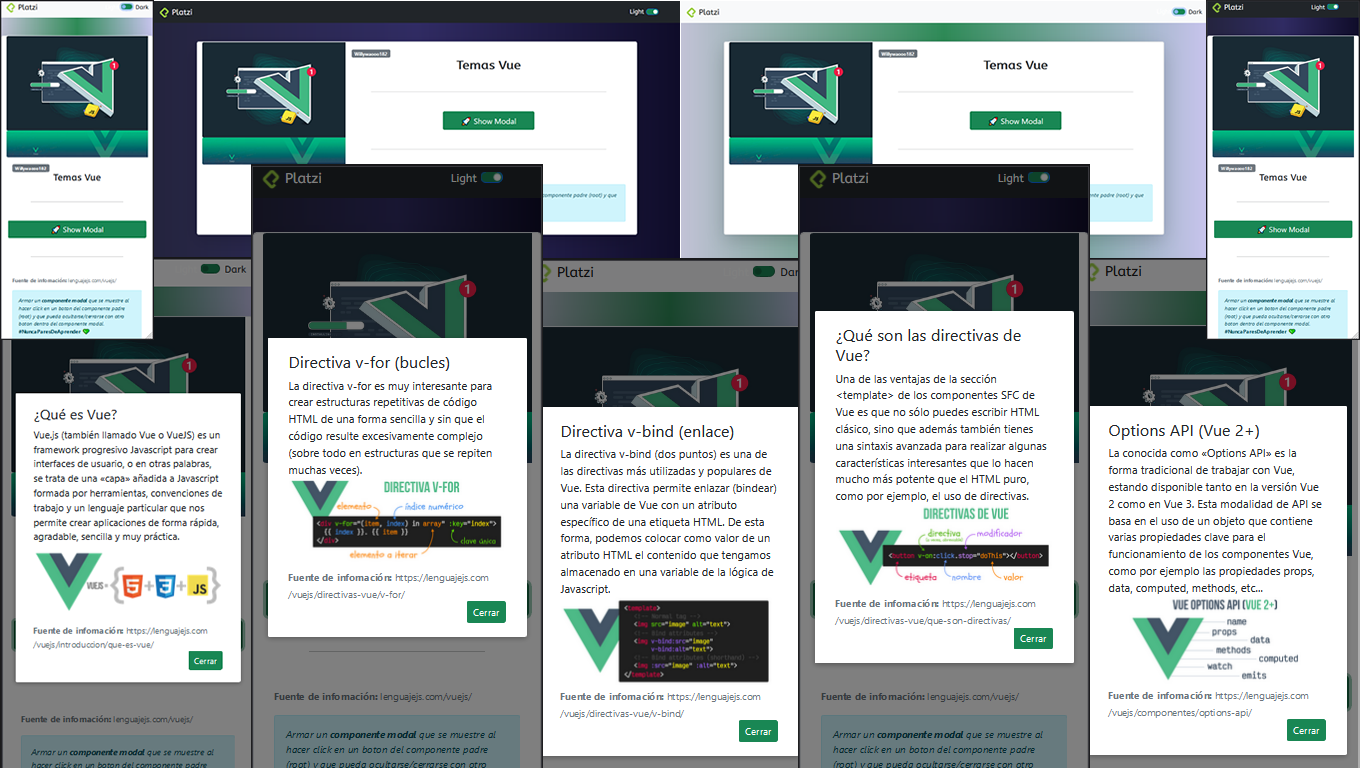 Platzi
Dark
1
JS
Willywaooo182
Temas Vue
Show Modal
Fuente de infomación: lenguajejs.com/vuejs/
Armar un componente modal que se muestre al
hacer click en un boton del componente padre
(root) y que pueda ocultarse/cerrarse con otro
boton dentro del componente modal.
#NuncaParesDeAprender
Platzi
Light
1
JS
Willywaooo182
Temas Vue
Show Modal
componente padre (root) y que
Platzi
Dark
1
JS
Willywaooo182
Temas Vue
Show Modal
componente padre (root) y que
Platzi
Light
1
JS
Willywaooo182
Temas Vue
Show Modal
Fuente de infomación: lenguajejs.com/vuejs/
Armar un componente modal que se muestre al
hacer click en un boton del componente padre
(root) y que pueda ocultarse/cerrarse con otro
boton dentro del componente modal.
#NuncaParesDeAprender
Dark
1
¿Qué es Vue?
Vue.js (también llamado Vue o VueJS) es un
framework progresivo Javascript para crear
interfaces de usuario, o en otras palabras,
se trata de una «capa» añadida a Javascript
formada por herramientas, convenciones de
trabajo y un lenguaje particular que nos
permite crear aplicaciones de forma rápida,
agradable, sencilla y muy práctica.
VUEJS = {5+3+JS}
Fuente de infomación: https://lenguajejs.com
/vuejs/introduccion/que-es-vue/
Cerrar
Fuente de infomación: lenguajejs.com/vuejs/
Armar un componente modal que se muestre al
hacer click en un boton del componente padre
Platzi
Light
1
Directiva v-for (bucles)
La directiva v-for es muy interesante para
crear estructuras repetitivas de código
HTML de una forma sencilla y sin que el
código resulte excesivamente complejo
(sobre todo en estructuras que se repiten
muchas veces).
DIRECTIVA V-FOR
elemento
índice numérico
<div v-for="(item, index) in array" :key="index">
{{ index }}. {{ item }}
</div>
clave único
elemento a iterar
Fuente de infomación: https://lenguajejs.com
/vuejs/directivas-vue/v-for/
Cerrar
Fuente de infomación: lenguajejs.com/vuejs/
Armar un componente modal que se muestre al
hacer click en un boton del componente padre
(root) y que pueda ocultarse/cerrarse con otro
Platzi
Dar
1
Directiva v-bind (enlace)
La directiva v-bind (dos puntos) es una de
las directivas más utilizadas y populares de
Vue. Esta directiva permite enlazar (bindear)
una variable de Vue con un atributo
específico de una etiqueta HTML. De esta
forma, podemos colocar como valor de un
atributo HTML el contenido que tengamos
almacenado en una variable de la lógica de
Javascript.
<template>
<!-- Normal tag -->
<img src="image" alt="text">
<!-- Bind attributes -->
<img v-bind:src="image"
v-bind:alt="text">
<!-- Bind attributes (shorthand) -->
<img :src="image" :alt="text">
</template>
Fuente de infomación: https://lenguajejs.com
/vuejs/directivas-vue/v-bind/
Cerrar
Platzi
Light
1
¿Qué son las directivas de
Vue?
Una de las ventajas de la sección
<template> de los componentes SFC de
Vue es que no sólo puedes escribir HTML
clásico, sino que además también tienes
una sintaxis avanzada para realizar algunas
características interesantes que lo hacen
mucho más potente que el HTML puro,
como por ejemplo, el uso de directivas.
DIRECTIVAS DE VUE
directiva
modificador
<button v-on:click.stop="doThis"></button>
etiqueta
nombre
valor
Fuente de infomación: https://lenguajejs.com
/vuejs/directivas-vue/que-son-directivas/
Cerrar
Fuente de infomación: lenguajejs.com/vuejs/
Armar un componente modal que se muestre al
hacer click en un boton del componente padre
(root) y que pueda ocultarse/cerrarse con otro
Platzi
1
Options API (Vue 2+)
La conocida como «Options API» es la
forma tradicional de trabajar con Vue,
estando disponible tanto en la versión Vue
2 como en Vue 3. Esta modalidad de API se
basa en el uso de un objeto que contiene
varias propiedades clave para el
funcionamiento de los componentes Vue,
como por ejemplo las propiedades props,
data, computed, methods, etc...
VUE OPTIONS API (VUE 2+)
name
props
data
methods
computed
watch
emits
Fuente de infomación: https://lenguajejs.com
/vuejs/componentes/options-api/
Cerrar